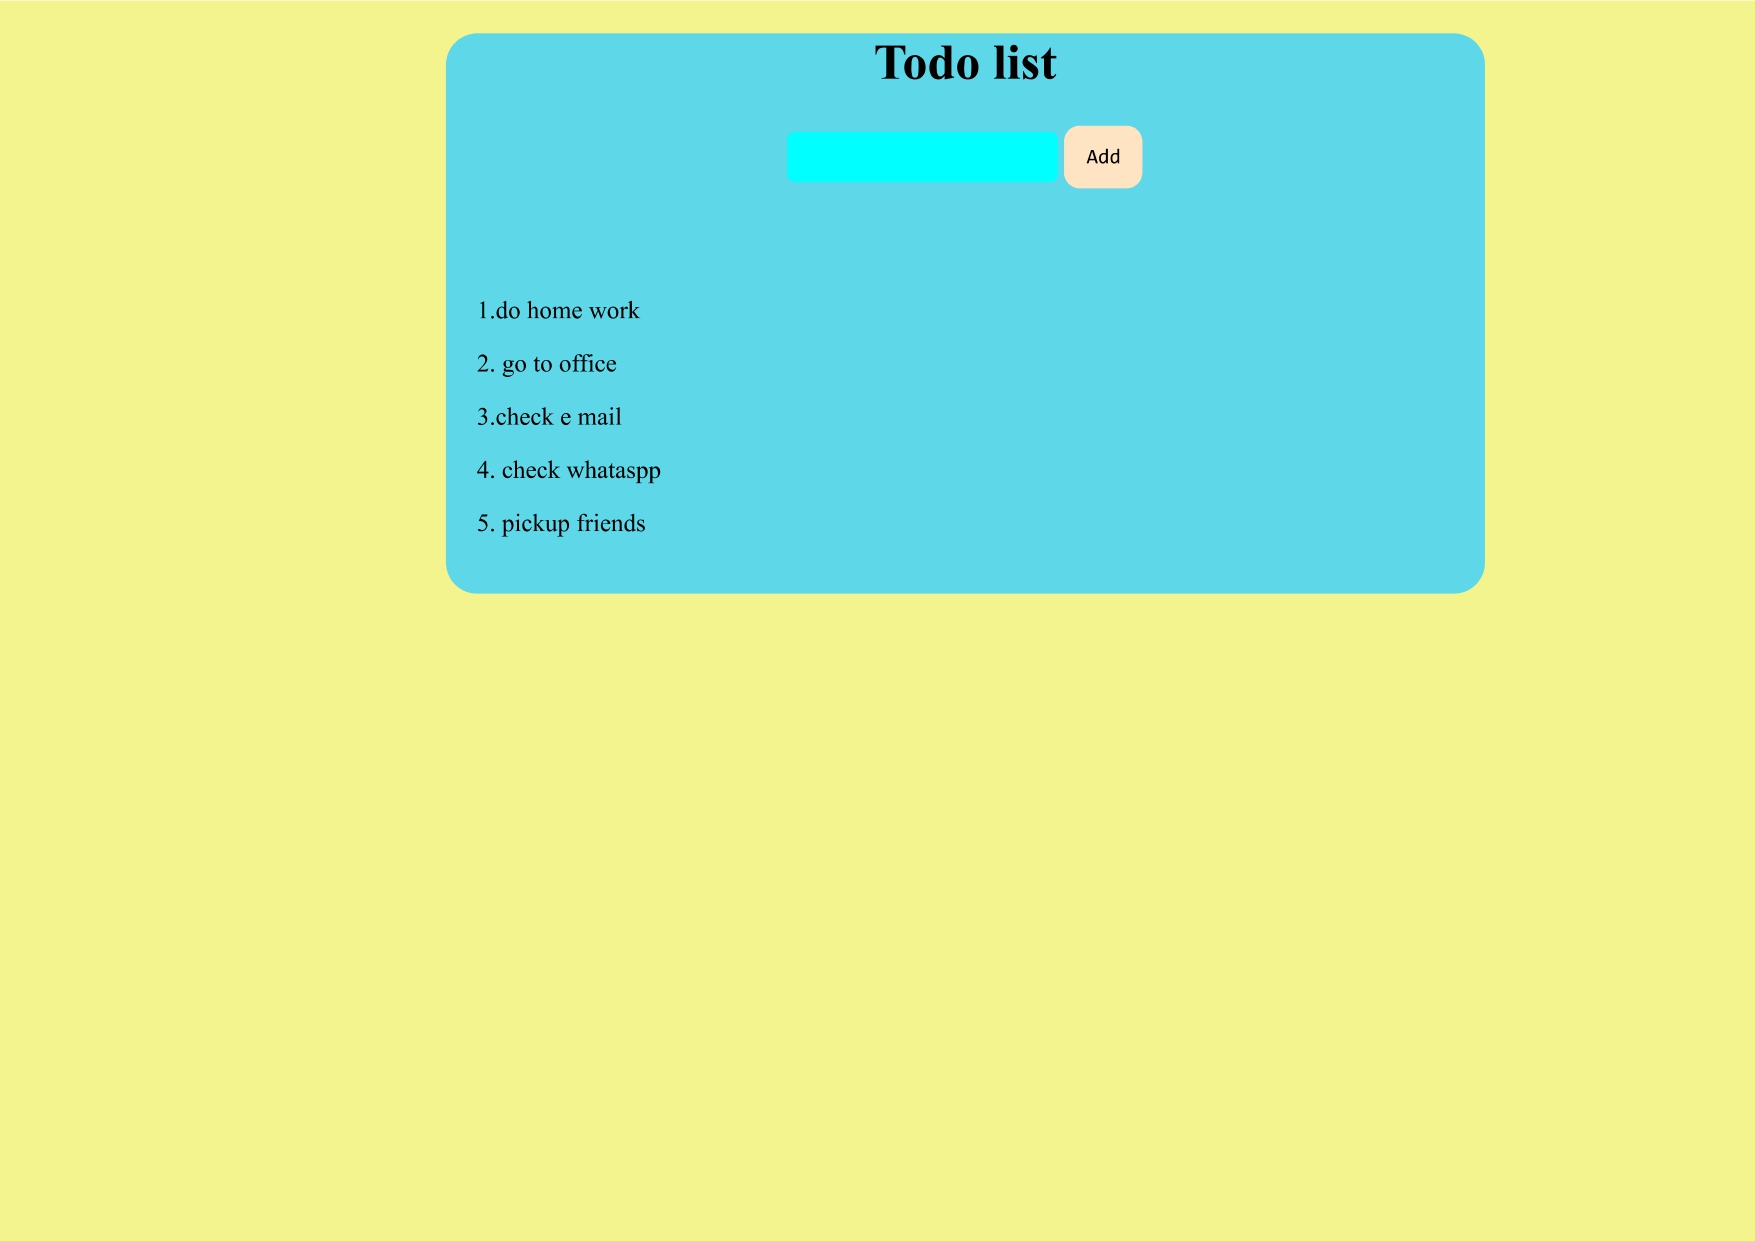 Todo list
Add
1.do home work
2. go to office
3.check e mail
4. check whataspp
5. pickup friends